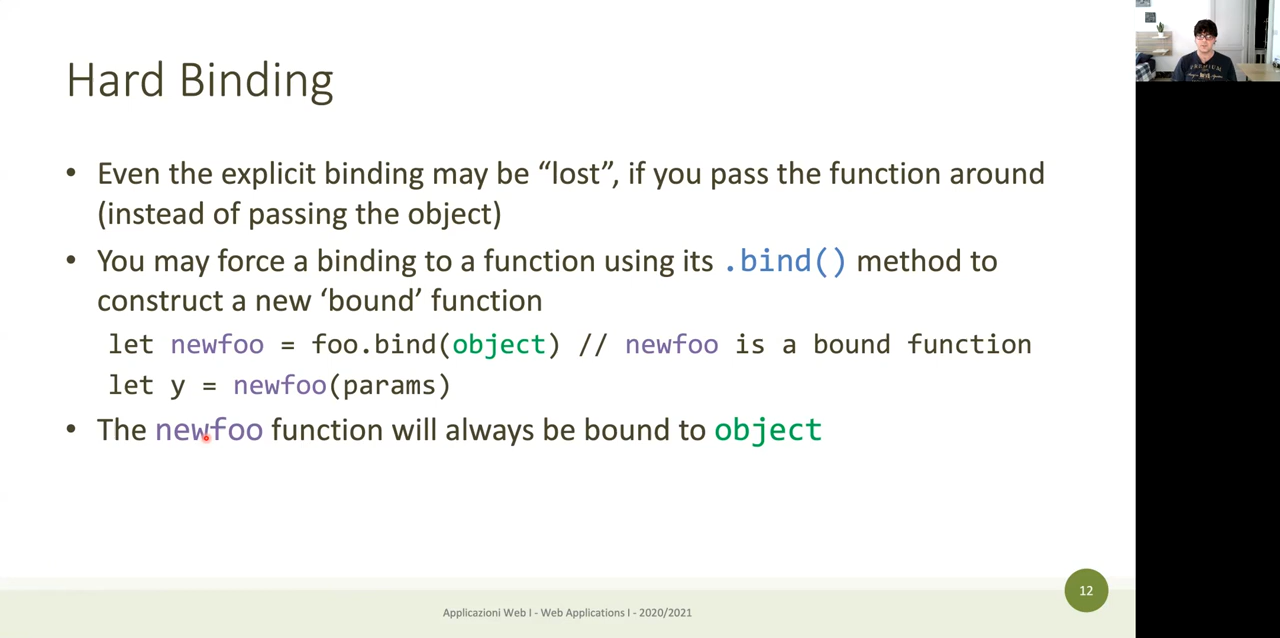 Hard Binding
• Even the explicit binding may be “lost”, if you pass the function around
(instead of passing the object)
• You may force a binding to a function using its .bind() method to
construct a new ‘bound’ function
let newfoo = foo.bind(object) // newfoo is a bound function
let y = newfoo(params)
• The newfoo function will always be bound to object
12
Applicazioni Web I - Web Applications I - 2020/2021